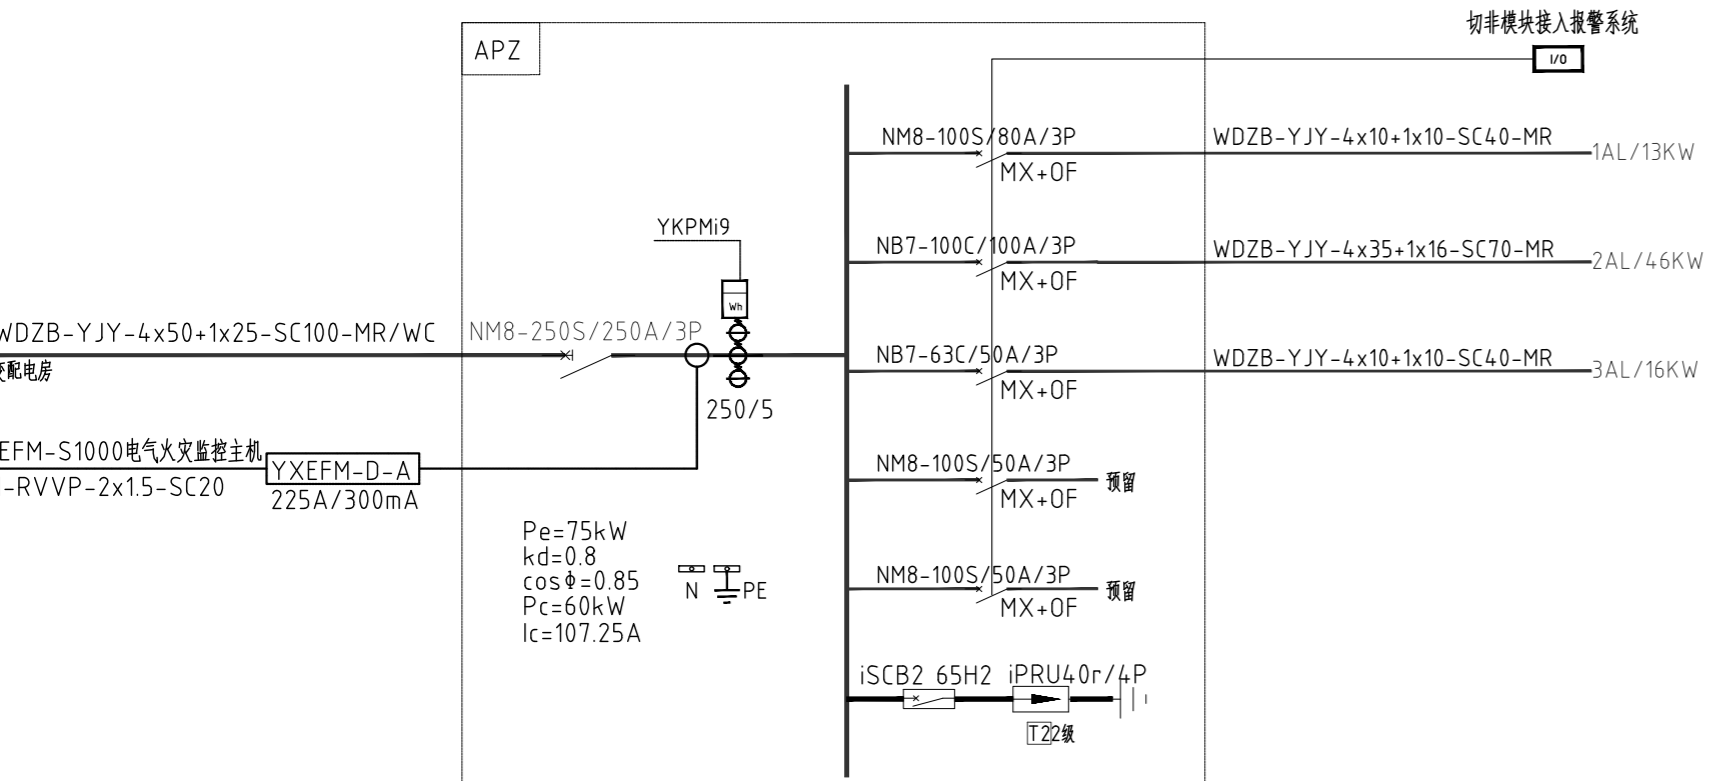 切非模块接入报警系统
I/O
APZ
NM8-100S/80A/3P
WDZB-YJY-4x10+1x10-SC40-MR
1AL/13KW
MX+OF
YKPMi9
NB7-100C/100A/3P
WDZB-YJY-4x35+1x16-SC70-MR
2AL/46KW
MX+OF
Wh
WDZB-YJY-4x50+1x25-SC100-MR/WC
NM8-250S/250A/3P
配电房
250/5
NB7-63C/50A/3P
WDZB-YJY-4x10+1x10-SC40-MR
3AL/16KW
MX+OF
EFM-S1000电气火灾监控主机
YXEFM-D-A
-RVVP-2x1.5-SC20
225A/300mA
NM8-100S/50A/3P
预留
MX+OF
Pe=75kW
kd=0.8
cosΦ=0.85
Pc=60kW
Ic=107.25A
N
PE
NM8-100S/50A/3P
预留
MX+OF
iSCB2 65H2 iPRU40r/4P
T22级